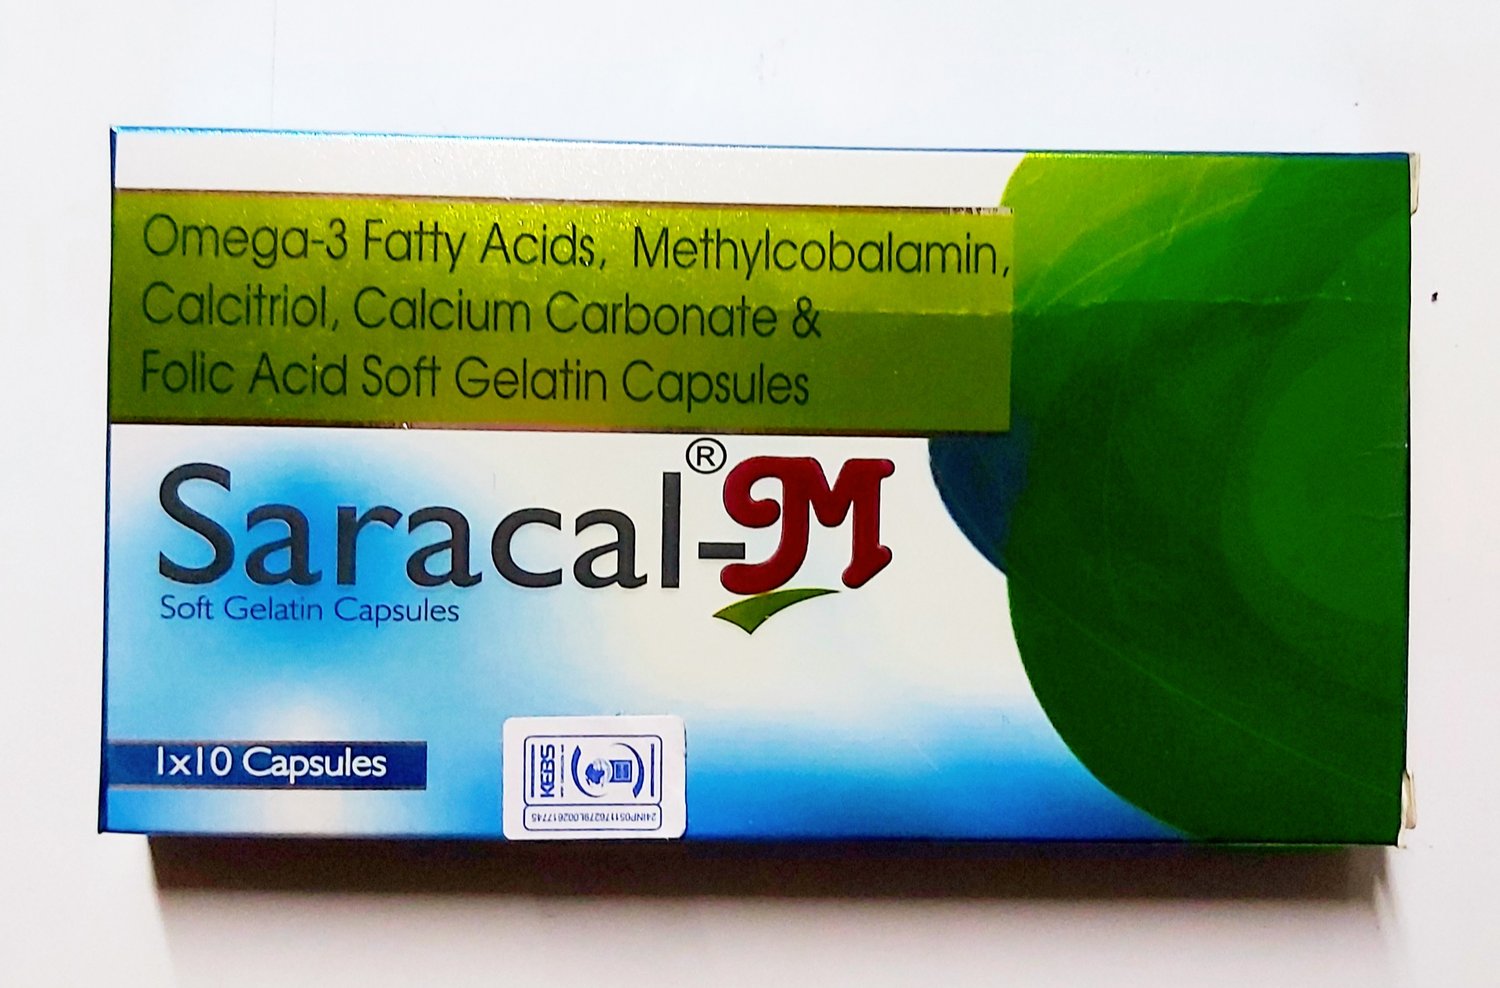 Omega-3 Fatty Acids, Methylcobalamin,
Calcitriol, Calcium Carbonate &
Folic Acid Soft Gelatin Capsules
Saracal®-M
Soft Gelatin Capsules
1x10 Capsules
KEBS